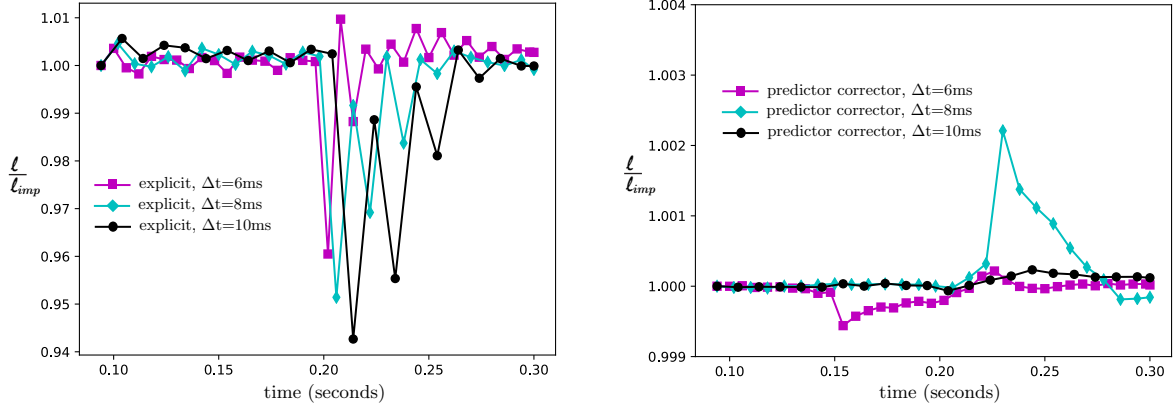 1.01
1.00
0.99
0.98
0.97
0.96
0.95
0.94
ℓ
ℓimp
explicit, Δt=6ms
explicit, Δt=8ms
explicit, Δt=10ms
0.10 0.15 0.20 0.25 0.30
time (seconds)
1.004
1.003
1.002
1.001
1.000
0.999
ℓ
ℓimp
predictor corrector, Δt=6ms
predictor corrector, Δt=8ms
predictor corrector, Δt=10ms
0.10 0.15 0.20 0.25 0.30
time (seconds)